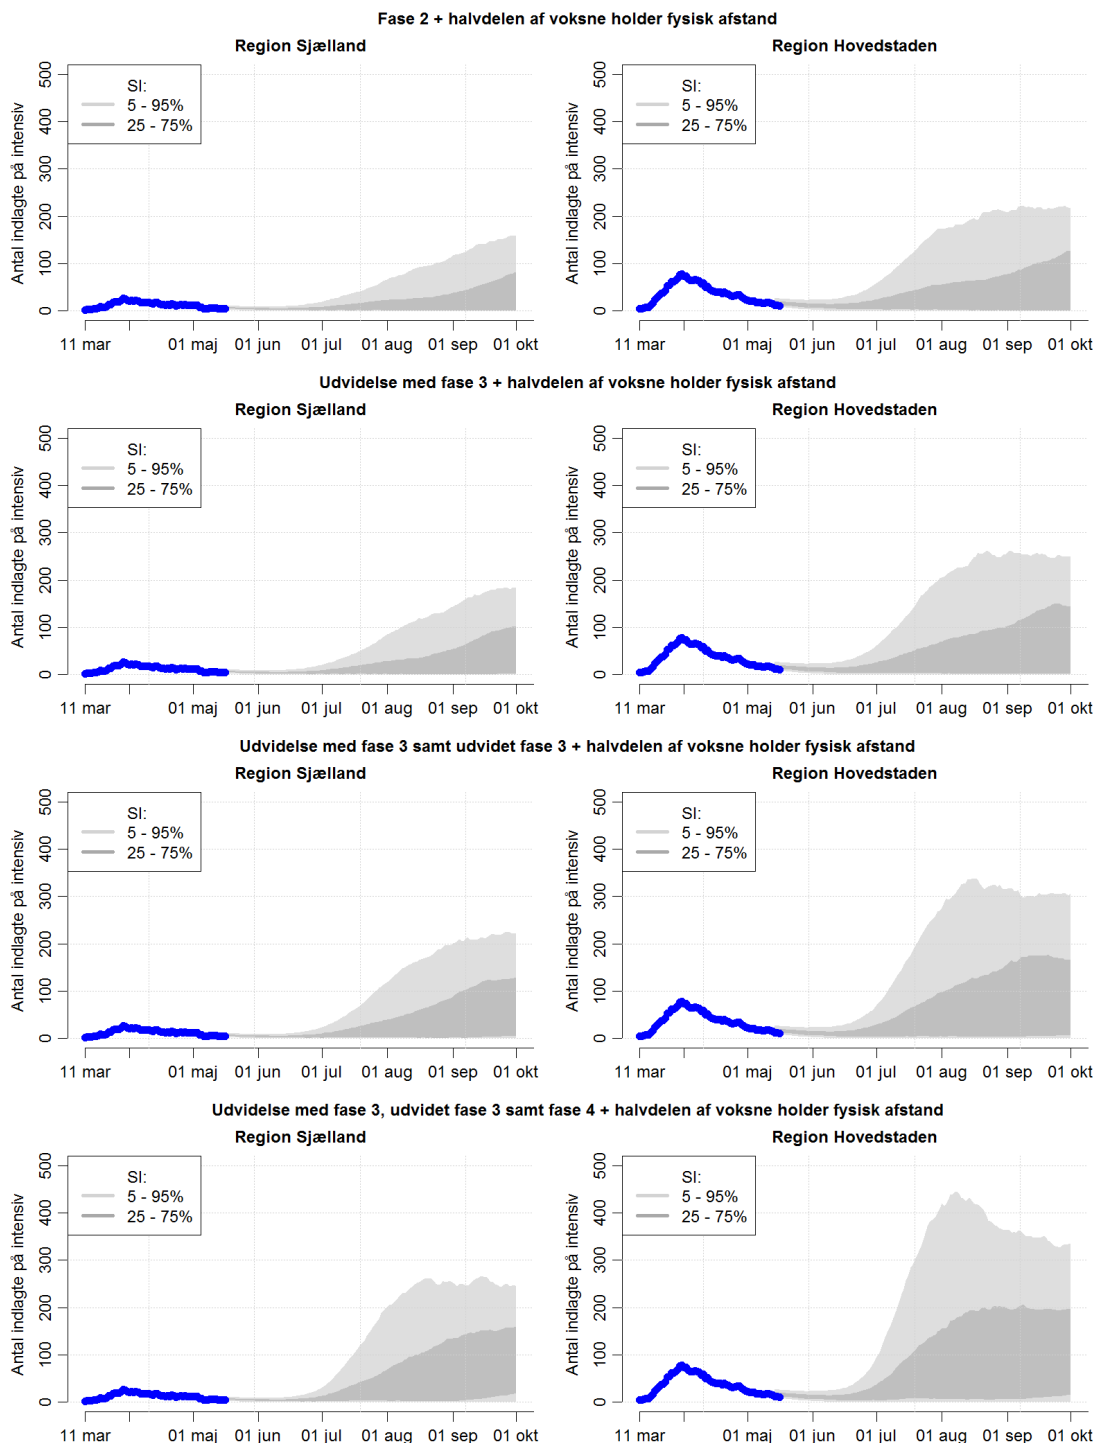 Fase 2 + halvdelen af voksne holder fysisk afstand
Region Sjælland
Antal indlagte på intensiv
500
400
300
200
100
0
SI:
5 - 95%
25 - 75%
11 mar 01 maj 01 jun 01 jul 01 aug 01 sep 01 okt
Region Hovedstaden
Antal indlagte på intensiv
500
400
300
200
100
0
SI:
5 - 95%
25 - 75%
11 mar 01 maj 01 jun 01 jul 01 aug 01 sep 01 okt
Udvidelse med fase 3 + halvdelen af voksne holder fysisk afstand
Region Sjælland
Antal indlagte på intensiv
500
400
300
200
100
0
SI:
5 - 95%
25 - 75%
11 mar 01 maj 01 jun 01 jul 01 aug 01 sep 01 okt
Region Hovedstaden
Antal indlagte på intensiv
500
400
300
200
100
0
SI:
5 - 95%
25 - 75%
11 mar 01 maj 01 jun 01 jul 01 aug 01 sep 01 okt
Udvidelse med fase 3 samt udvidet fase 3 + halvdelen af voksne holder fysisk afstand
Region Sjælland
Antal indlagte på intensiv
500
400
300
200
100
0
SI:
5 - 95%
25 - 75%
11 mar 01 maj 01 jun 01 jul 01 aug 01 sep 01 okt
Region Hovedstaden
Antal indlagte på intensiv
500
400
300
200
100
0
SI:
5 - 95%
25 - 75%
11 mar 01 maj 01 jun 01 jul 01 aug 01 sep 01 okt
Udvidelse med fase 3, udvidet fase 3 samt fase 4 + halvdelen af voksne holder fysisk afstand
Region Sjælland
Antal indlagte på intensiv
500
400
300
200
100
0
SI:
5 - 95%
25 - 75%
11 mar 01 maj 01 jun 01 jul 01 aug 01 sep 01 okt
Region Hovedstaden
Antal indlagte på intensiv
500
400
300
200
100
0
SI:
5 - 95%
25 - 75%
11 mar 01 maj 01 jun 01 jul 01 aug 01 sep 01 okt